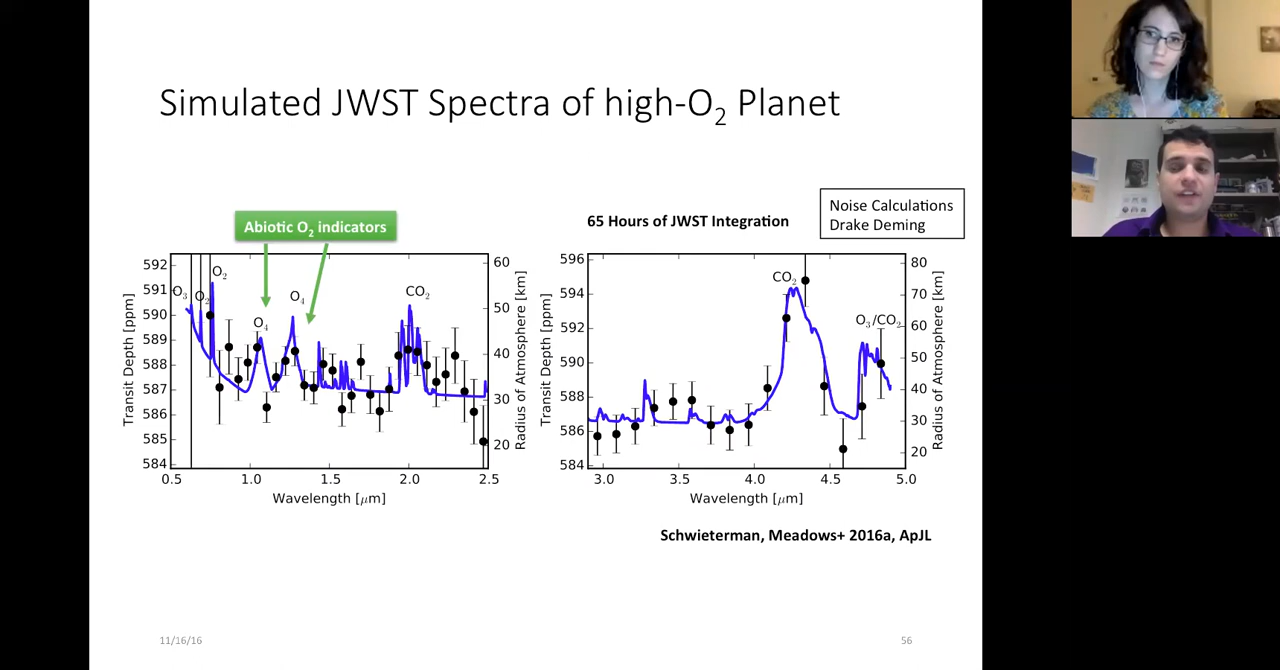 Simulated JWST Spectra of high-O₂ Planet
Abiotic O₂ indicators
65 Hours of JWST Integration
Noise Calculations
Drake Deming
592
591
590
589
588
587
586
585
584
Transit Depth [ppm]
O₃
O₂
O₂
O₄
O₄
CO₂
60
50
40
30
20
Radius of Atmosphere [km]
0.5 1.0 1.5 2.0 2.5
Wavelength [μm]
596
594
592
590
588
586
584
Transit Depth [ppm]
CO₂
O₃/CO₂
80
70
60
50
40
30
20
Radius of Atmosphere [km]
3.0 3.5 4.0 4.5 5.0
Wavelength [μm]
Schwieterman, Meadows+ 2016a, ApJL
11/16/16
56